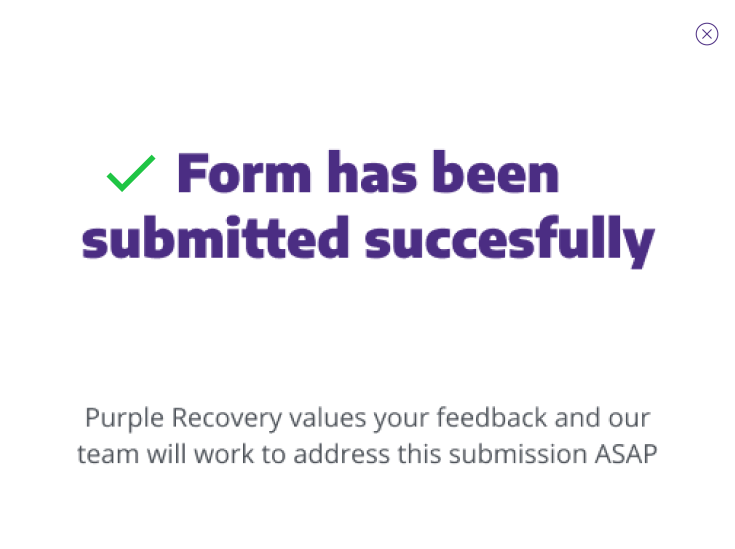 Form has been
submitted succesfully
Purple Recovery values your feedback and our
team will work to address this submission ASAP